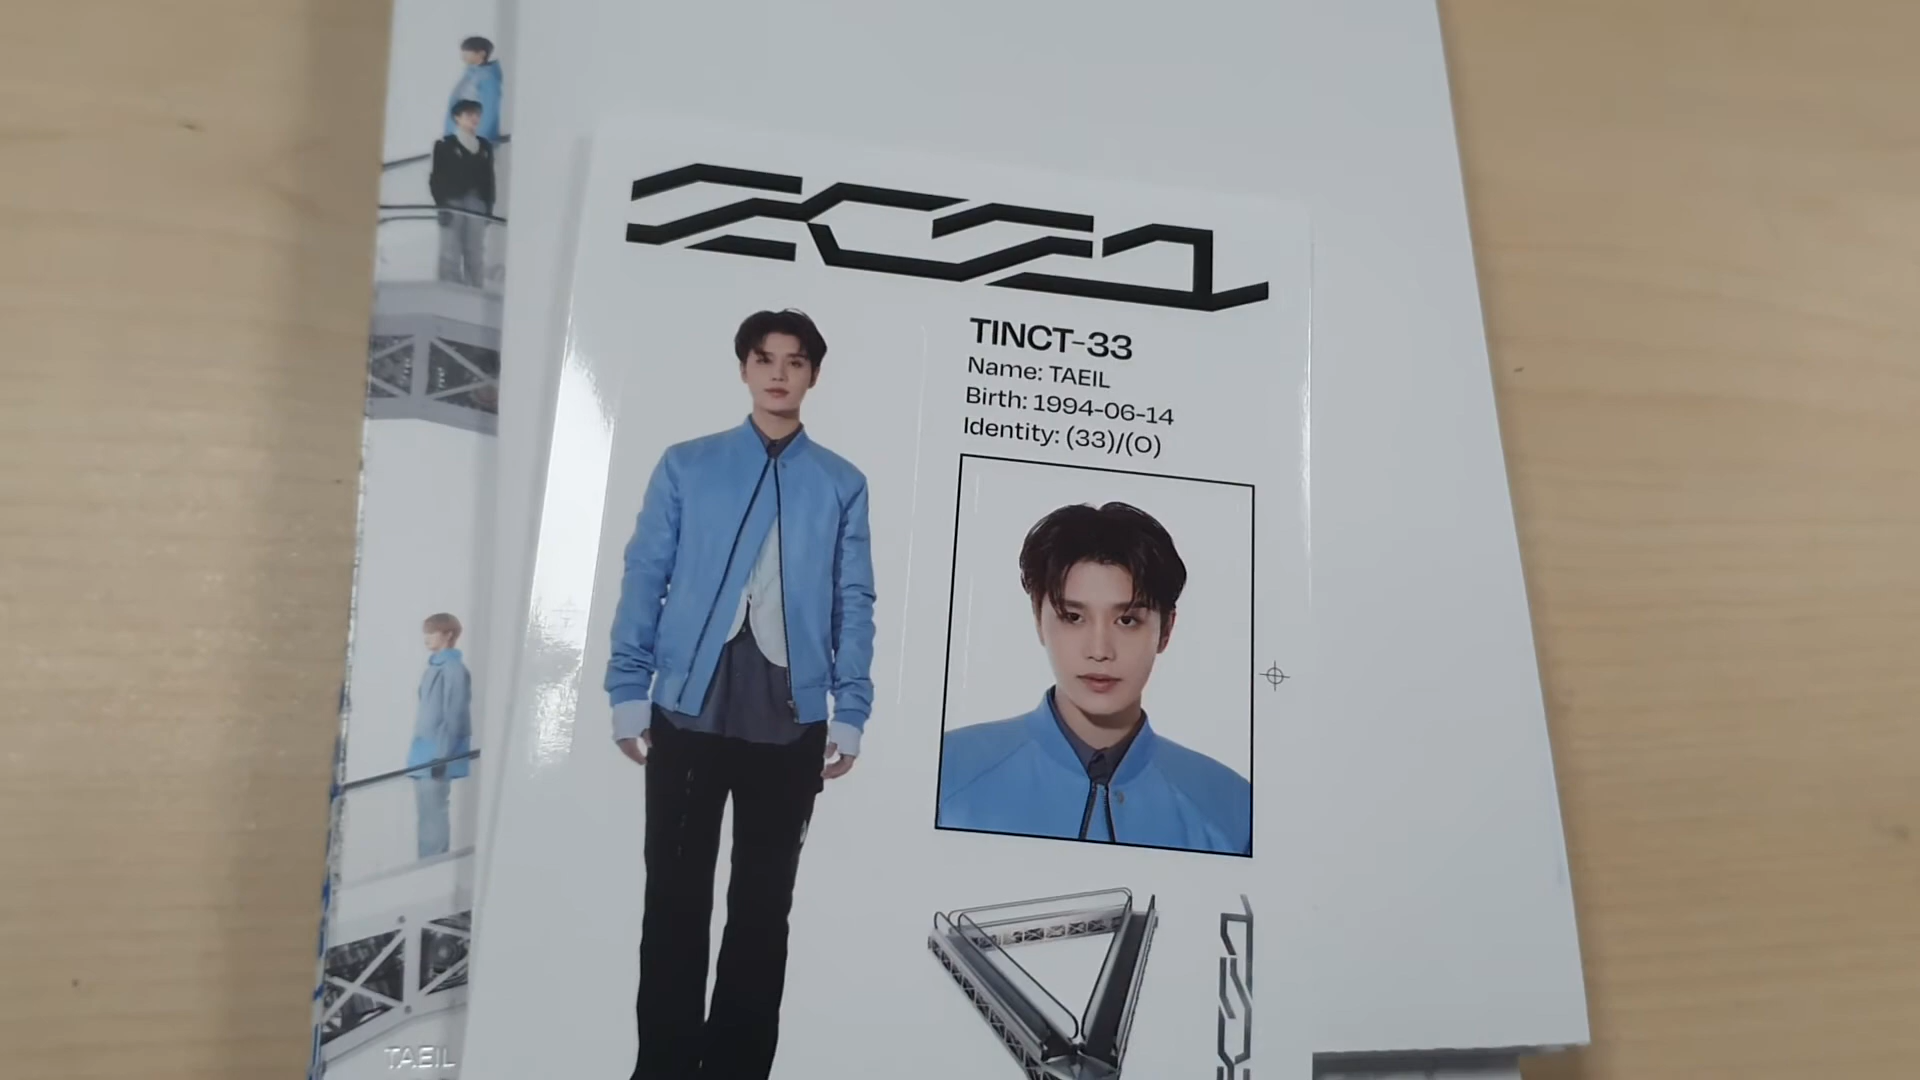 TINCT-33
Name: TAEIL
Birth: 1994-06-14
Identity: (33)/(O)
TAEIL